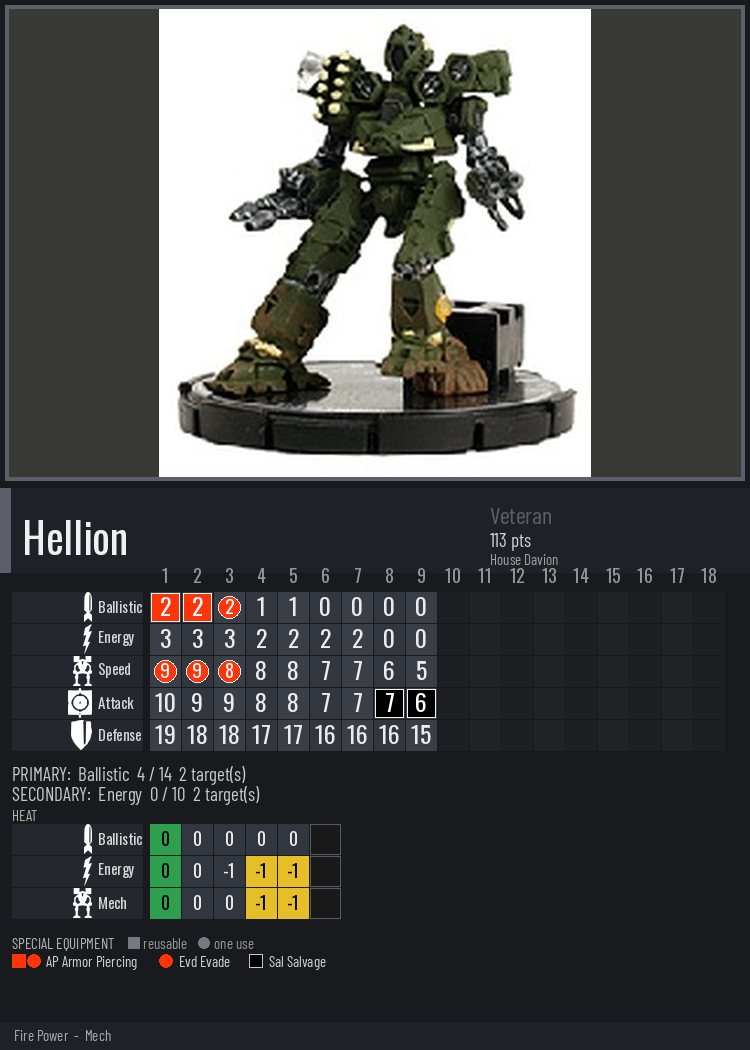 Hellion
Veteran
113 pts
House Davion
1 2 3 4 5 6 7 8 9 10 11 12 13 14 15 16 17 18
Ballistic 2 2 2 1 1 0 0 0 0
Energy 3 3 3 2 2 2 2 0 0
Speed 9 9 8 8 8 7 7 6 5
Attack 10 9 9 8 8 7 7 7 6
Defense 19 18 18 17 17 16 16 16 15
PRIMARY: Ballistic 4 / 14 2 target(s)
SECONDARY: Energy 0 / 10 2 target(s)
HEAT
Ballistic 0 0 0 0 0
Energy 0 0 -1 -1 -1
Mech 0 0 0 -1 -1
SPECIAL EQUIPMENT reusable one use
AP Armor Piercing Evd Evade Sal Salvage
Fire Power - Mech